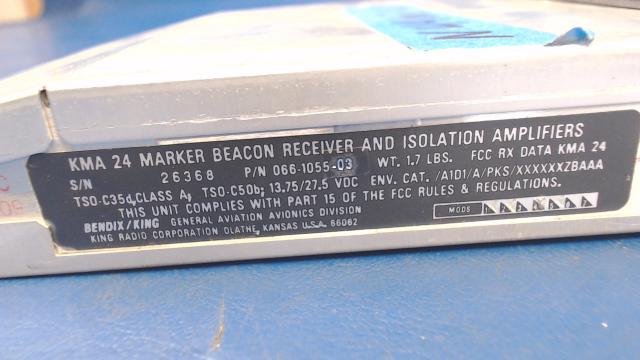 KMA 24 MARKER BEACON RECEIVER AND ISOLATION AMPLIFIERS
S/N 26368 P/N 066-1055-03 WT. 1.7 LBS. FCC RX DATA KMA 24
TSO-C35d, CLASS A, TSO-C50b; 13.75/27.5 VDC ENV. CAT. /A1D1/A/PKS/XXXXXXZBAAA
THIS UNIT COMPLIES WITH PART 15 OF THE FCC RULES & REGULATIONS.
BENDIX/KING GENERAL AVIATION AVIONICS DIVISION
KING RADIO CORPORATION OLATHE, KANSAS U.S.A. 66062
MODS